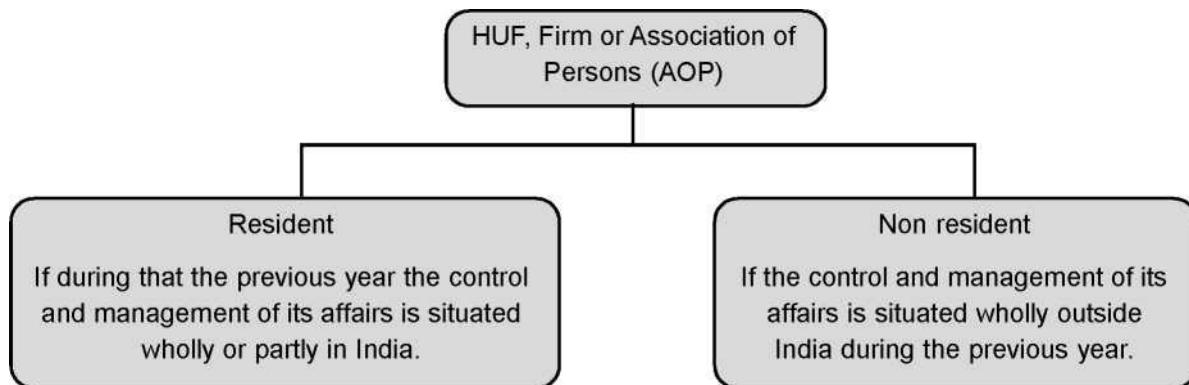 HUF, Firm or Association of
Persons (AOP)
Resident
If during that the previous year the control
and management of its affairs is situated
wholly or partly in India.
Non resident
If the control and management of its
affairs is situated wholly outside
India during the previous year.